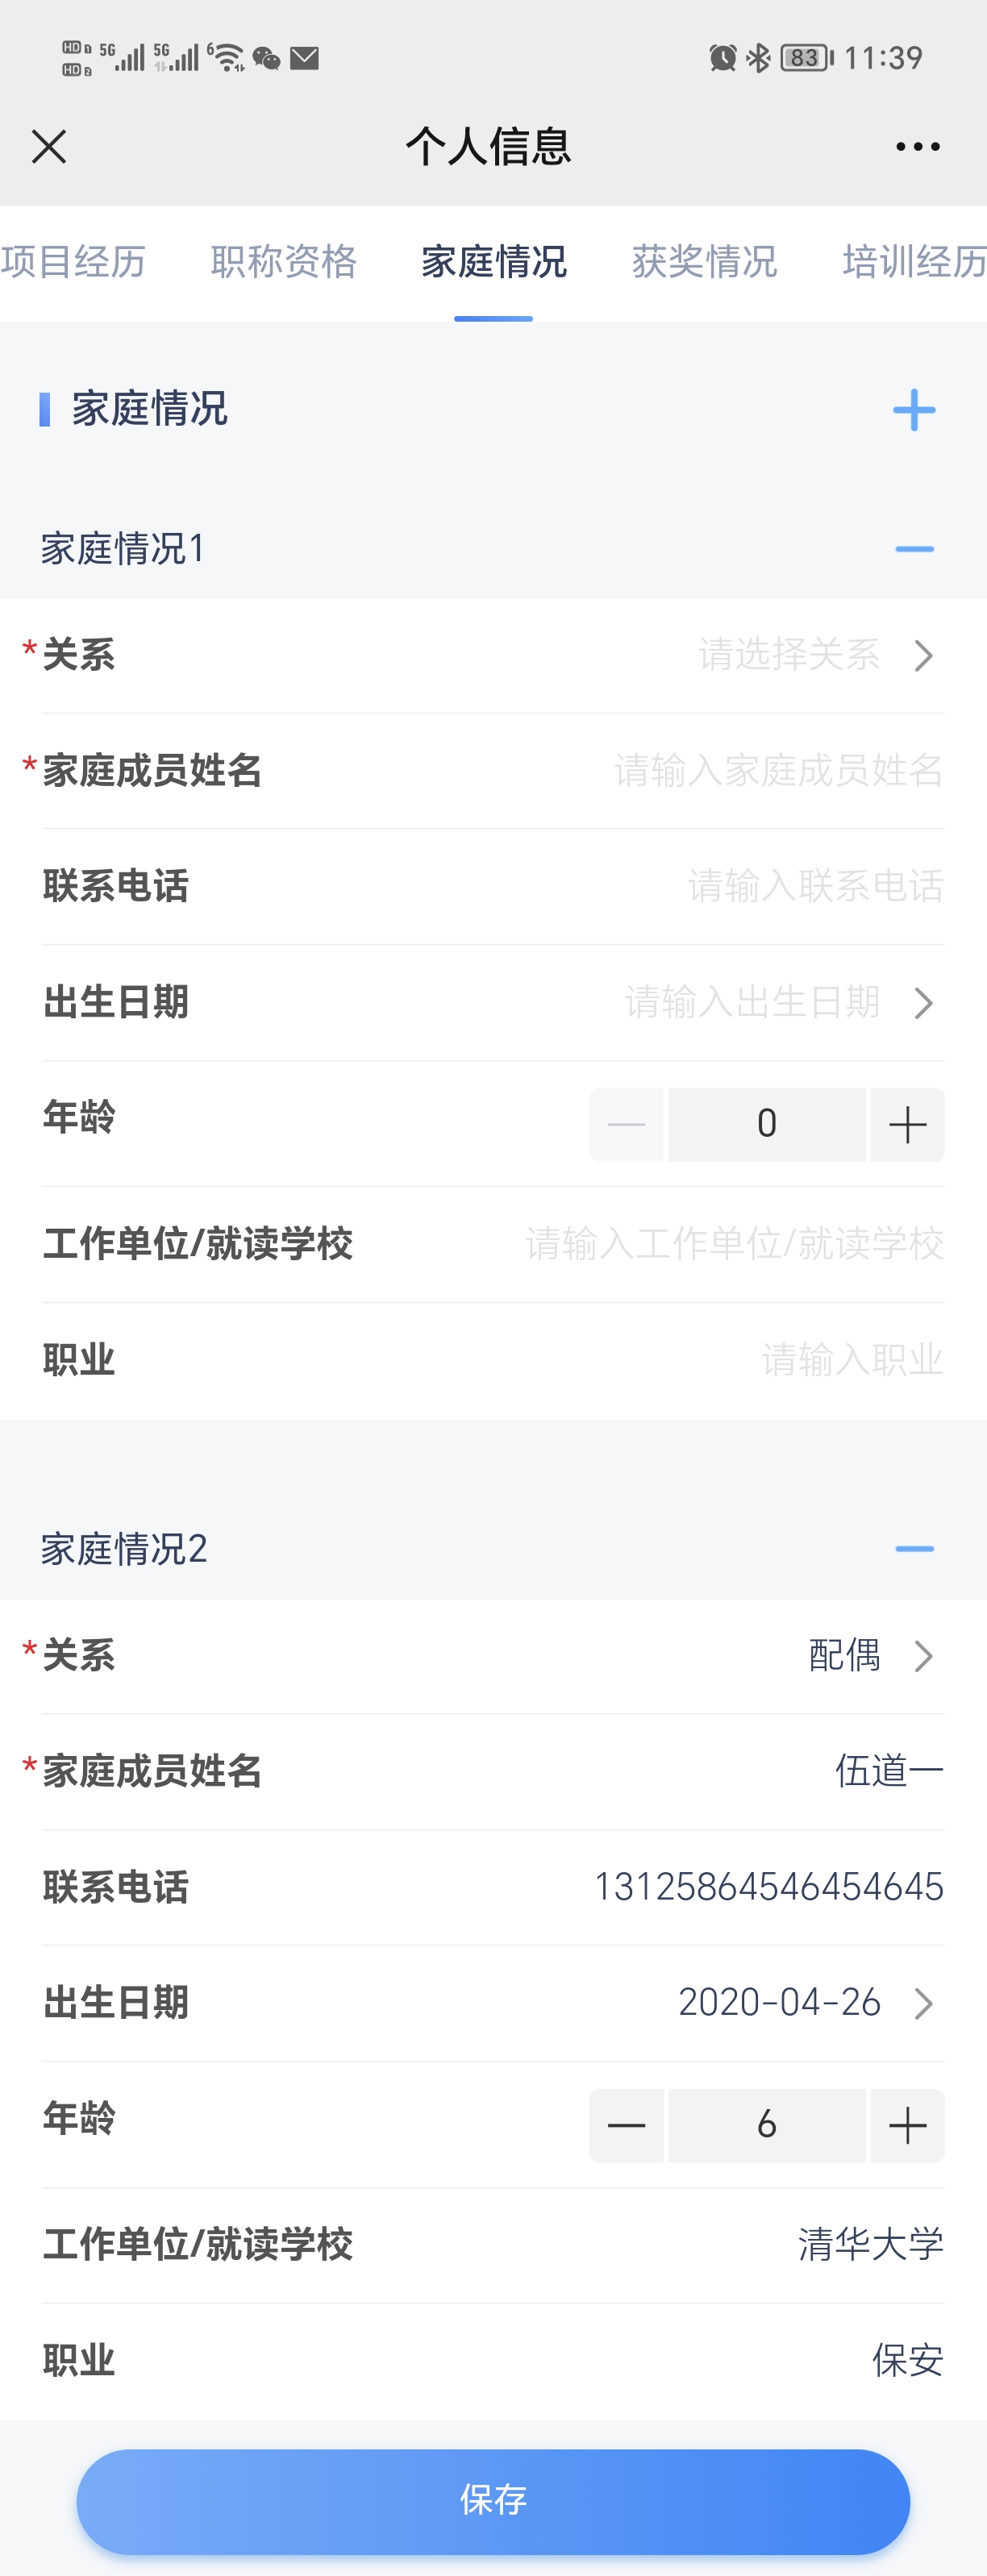 HD 1 5G 5G 6 83 11:39
HD 2
个人信息
项目经历 职称资格 家庭情况 获奖情况 培训经历
家庭情况
家庭情况1
*关系 请选择关系
*家庭成员姓名 请输入家庭成员姓名
联系电话 请输入联系电话
出生日期 请输入出生日期
年龄 0
工作单位/就读学校 请输入工作单位/就读学校
职业 请输入职业
家庭情况2
*关系 配偶
*家庭成员姓名 伍道一
联系电话 13125864546454645
出生日期 2020-04-26
年龄 6
工作单位/就读学校 清华大学
职业 保安
保存